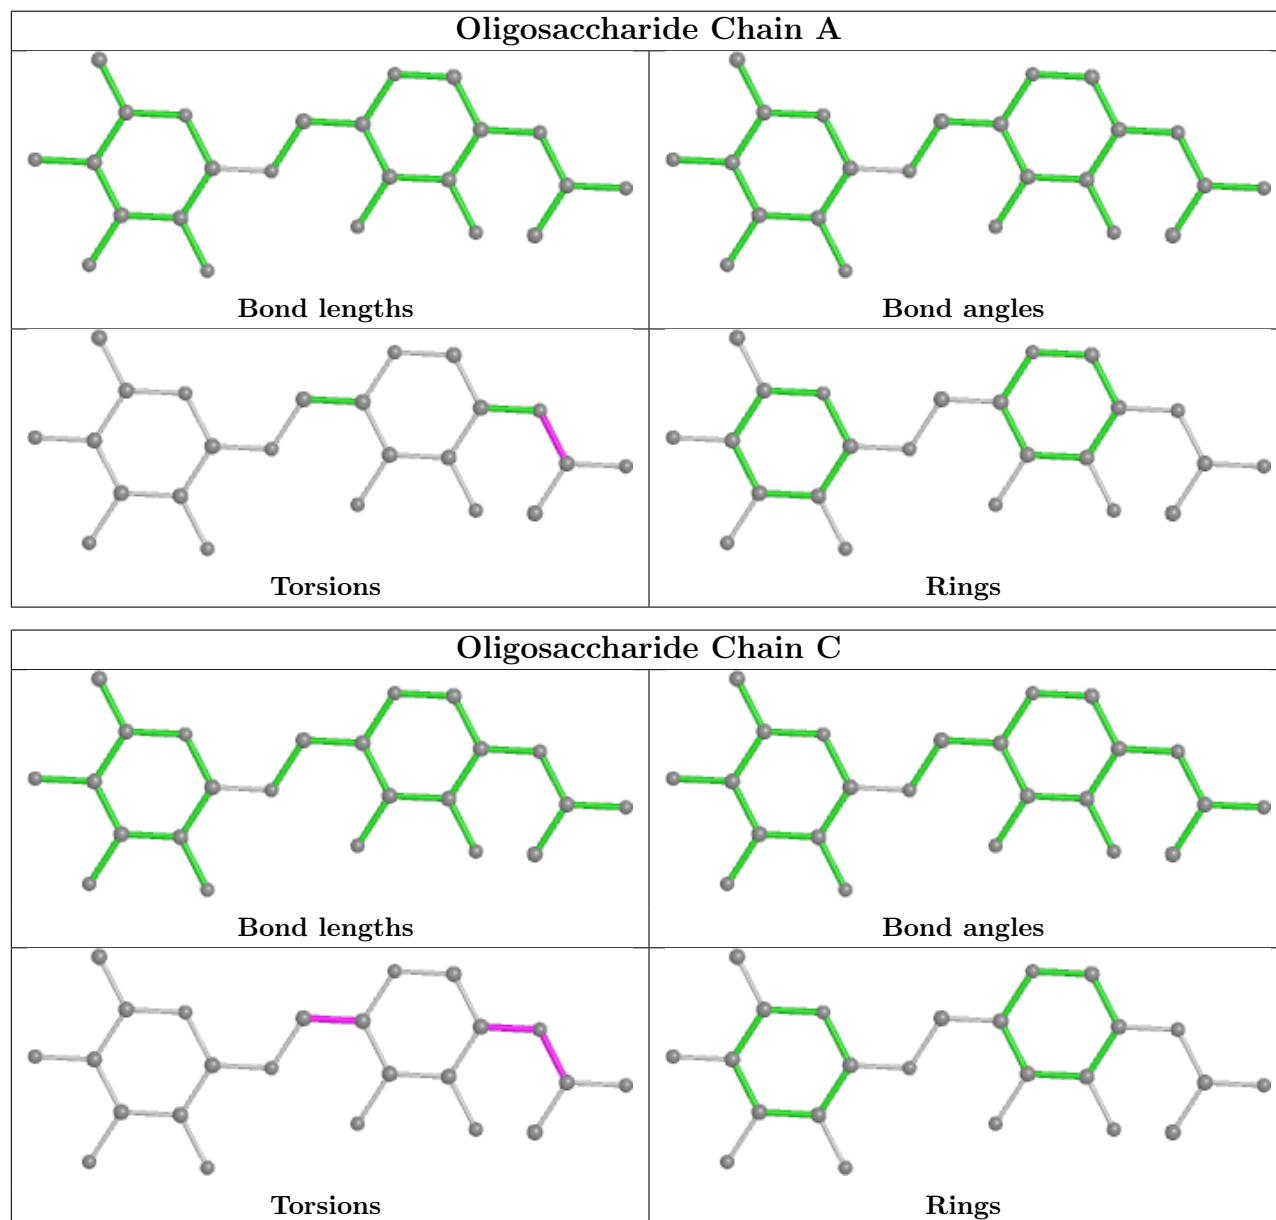 Oligosaccharide Chain A
Bond lengths
Bond angles
Torsions
Rings
Oligosaccharide Chain C
Bond lengths
Bond angles
Torsions
Rings